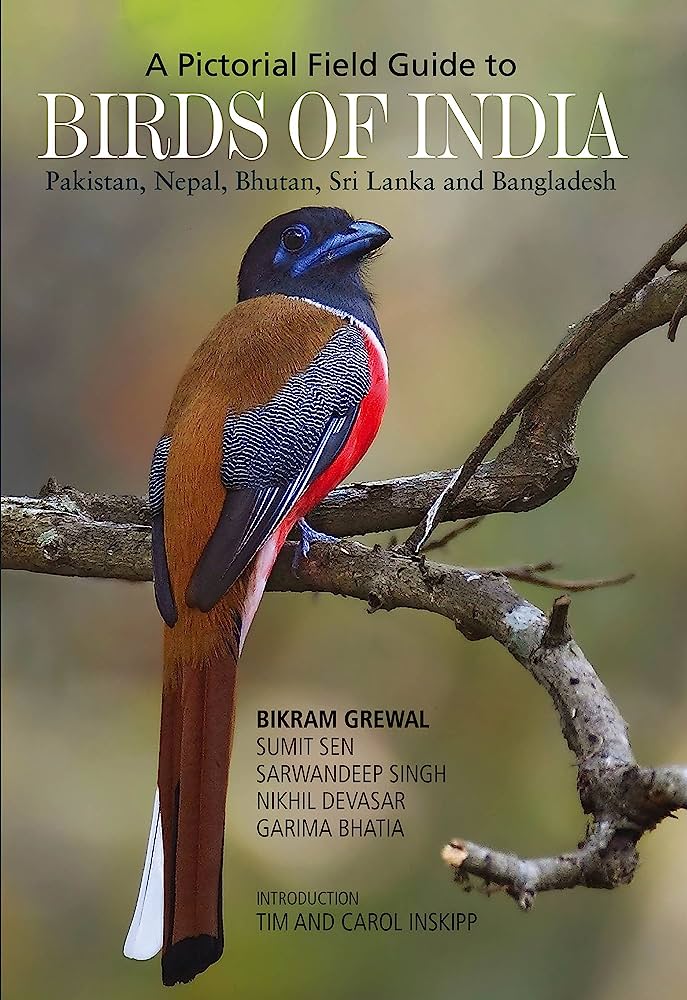 A Pictorial Field Guide to
BIRDS OF INDIA
Pakistan, Nepal, Bhutan, Sri Lanka and Bangladesh
BIKRAM GREWAL
SUMIT SEN
SARWANDEEP SINGH
NIKHIL DEVASAR
GARIMA BHATIA
INTRODUCTION
TIM AND CAROL INSKIPP